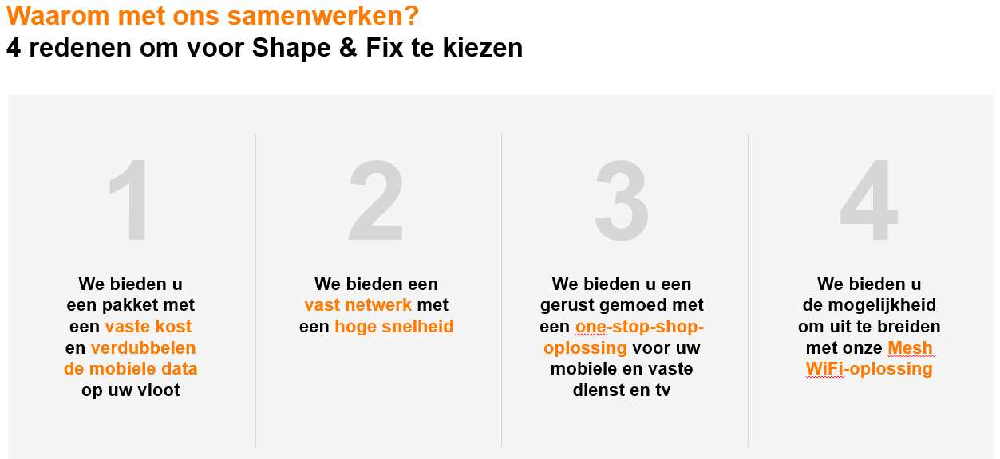 Waarom met ons samenwerken?
4 redenen om voor Shape & Fix te kiezen
1
We bieden u
een pakket met
een vaste kost
en verdubbelen
de mobiele data
op uw vloot
2
We bieden een
vast netwerk met
een hoge snelheid
3
We bieden u een
gerust gemoed met
een one-stop-shop-
oplossing voor uw
mobiele en vaste
dienst en tv
4
We bieden u
de mogelijkheid
om uit te breiden
met onze Mesh
WiFi-oplossing